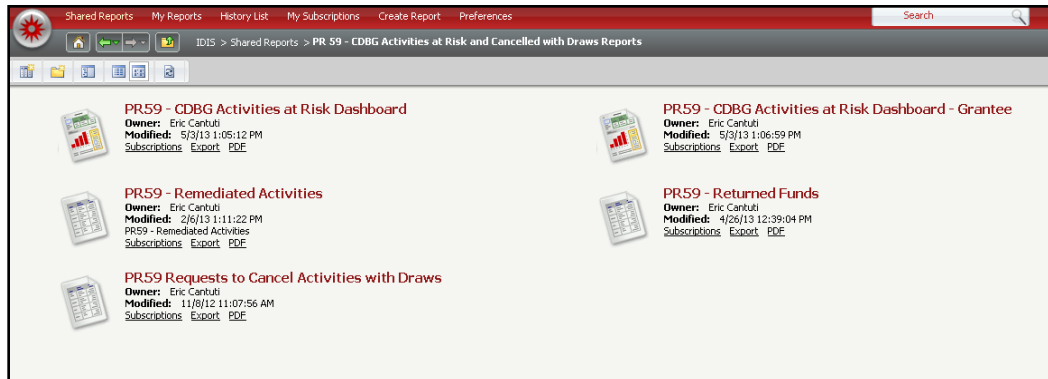 Shared Reports My Reports History List My Subscriptions Create Report Preferences Search
IDIS > Shared Reports > PR 59 - CDBG Activities at Risk and Cancelled with Draws Reports
PR59 - CDBG Activities at Risk Dashboard
Owner: Eric Cantuti
Modified: 5/3/13 1:05:12 PM
Subscriptions Export PDF
PR59 - CDBG Activities at Risk Dashboard - Grantee
Owner: Eric Cantuti
Modified: 5/3/13 1:06:59 PM
Subscriptions Export PDF
PR59 - Remediated Activities
Owner: Eric Cantuti
Modified: 2/6/13 1:11:22 PM
PR59 - Remediated Activities
Subscriptions Export PDF
PR59 - Returned Funds
Owner: Eric Cantuti
Modified: 4/26/13 12:39:04 PM
Subscriptions Export PDF
PR59 Requests to Cancel Activities with Draws
Owner: Eric Cantuti
Modified: 11/8/12 11:07:56 AM
Subscriptions Export PDF